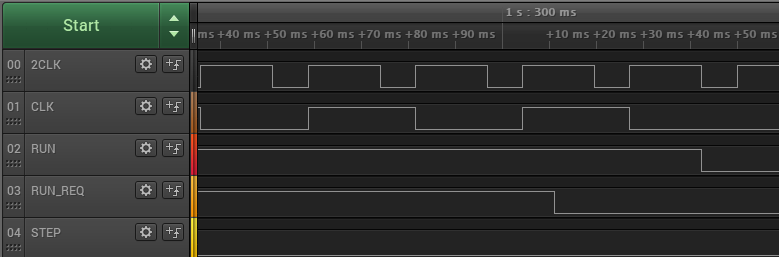 Start
1 s : 300 ms
ms +40 ms +50 ms +60 ms +70 ms +80 ms +90 ms +10 ms +20 ms +30 ms +40 ms +50 ms
00 2CLK
01 CLK
02 RUN
03 RUN_REQ
04 STEP